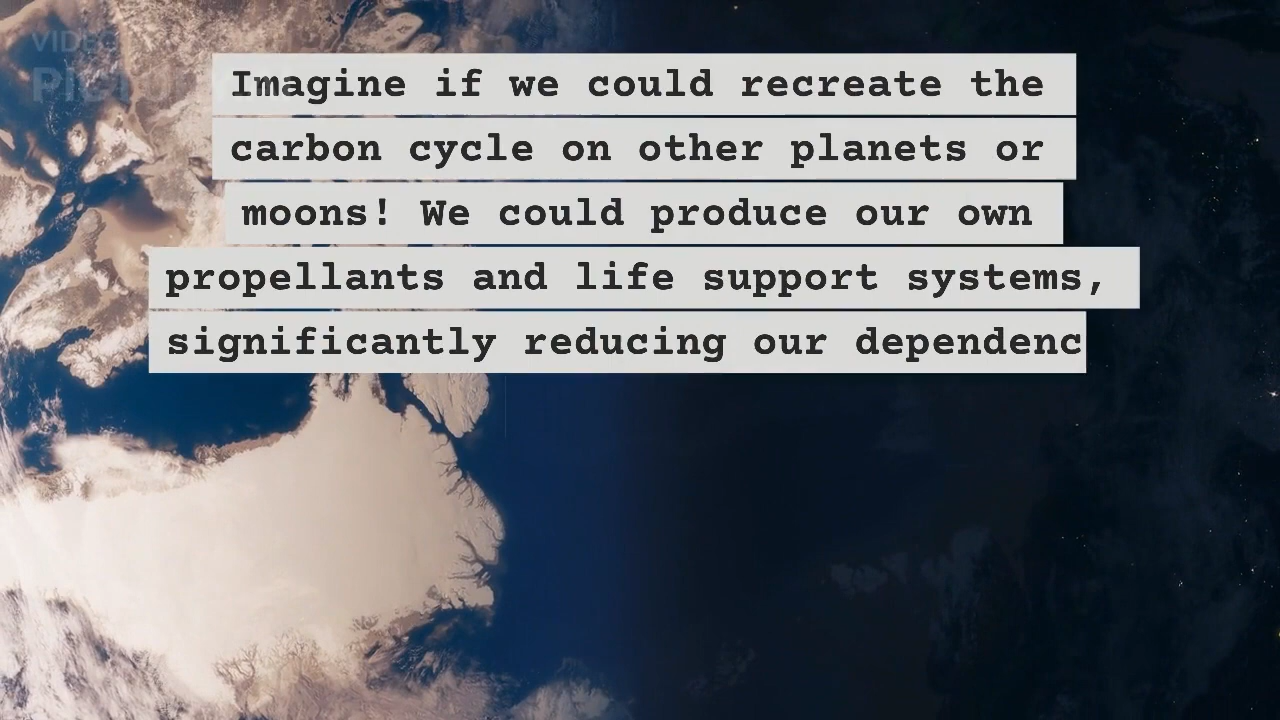 VIDEO
Imagine if we could recreate the
carbon cycle on other planets or
moons! We could produce our own
propellants and life support systems,
significantly reducing our dependenc